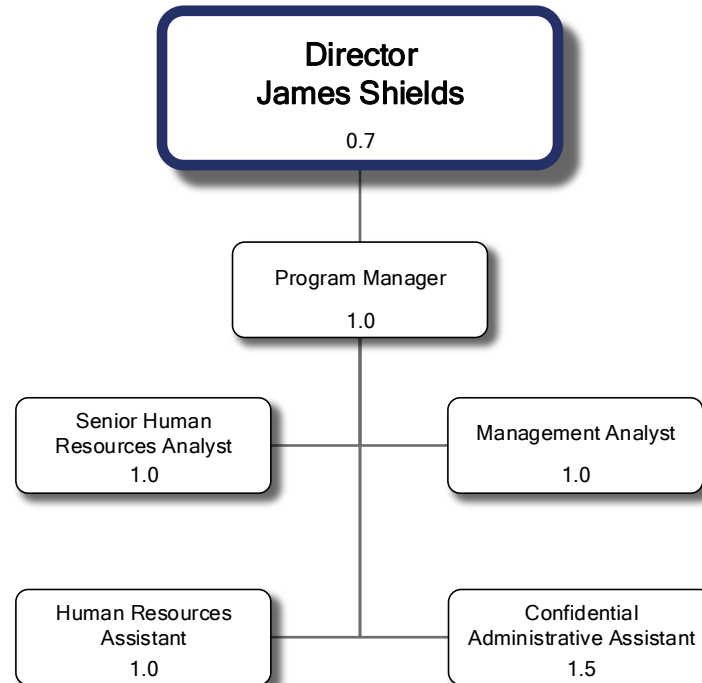 Director
James Shields
0.7
Program Manager
1.0
Senior Human
Resources Analyst
1.0
Management Analyst
1.0
Human Resources
Assistant
1.0
Confidential
Administrative Assistant
1.5